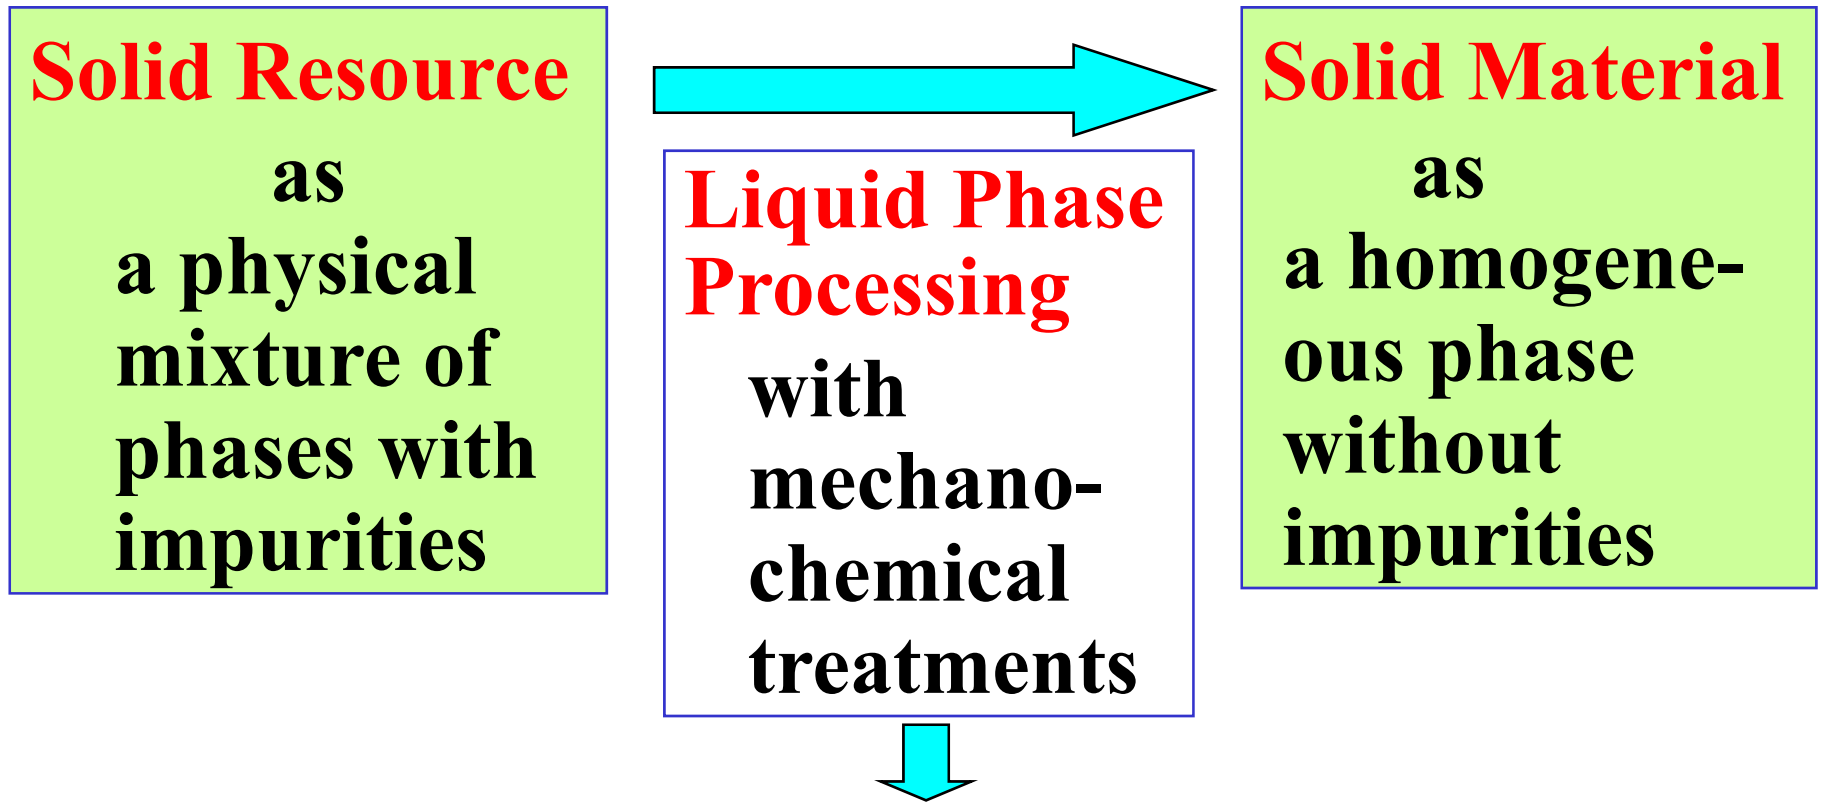 Solid Resource
as
a physical
mixture of
phases with
impurities
Liquid Phase
Processing
with
mechano-
chemical
treatments
Solid Material
as
a homogene-
ous phase
without
impurities